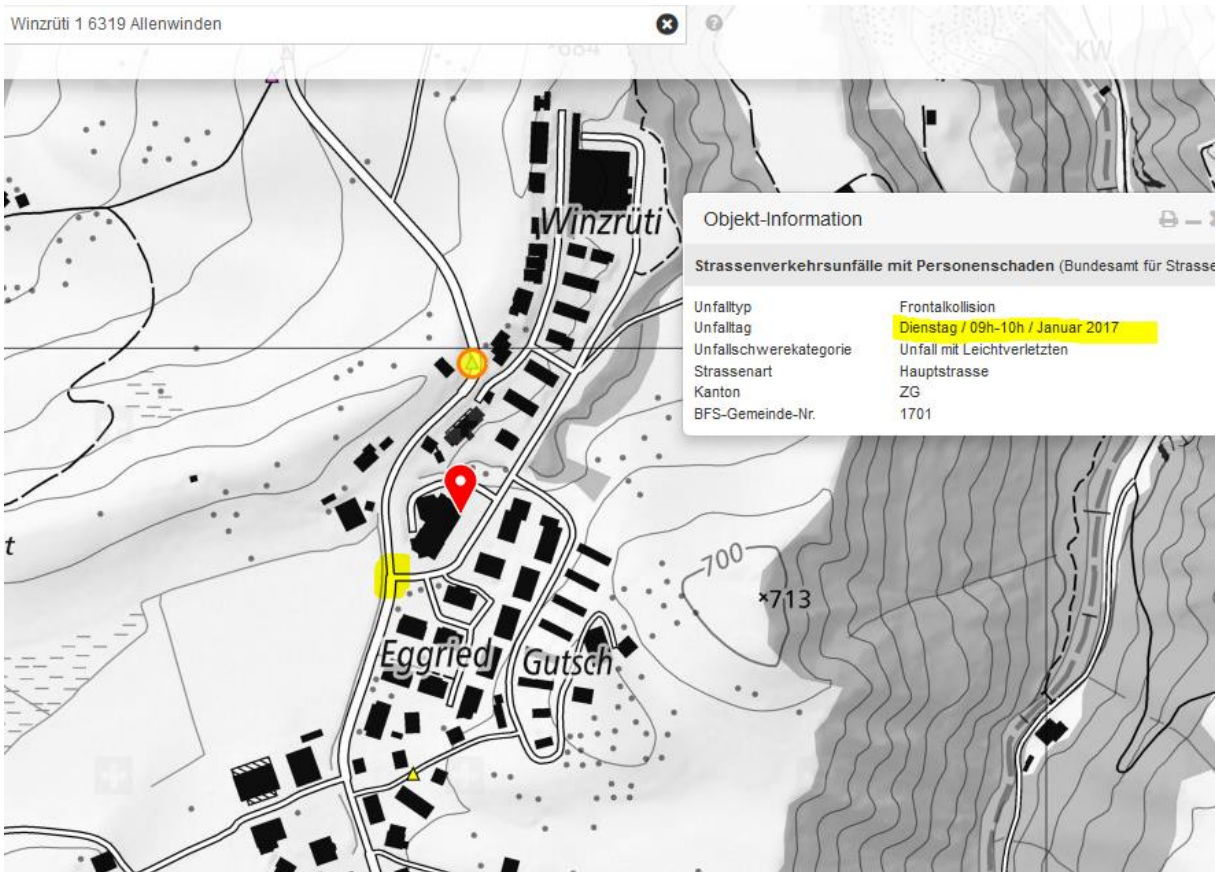 Winzrüti 1 6319 Allenwinden
684
KW
Winzrüti
Objekt-Information
Strassenverkehrsunfälle mit Personenschaden (Bundesamt für Strasse
Unfalltyp Frontalkollision
Unfalltag Dienstag / 09h-10h / Januar 2017
Unfallschwerekategorie Unfall mit Leichtverletzten
Strassenart Hauptstrasse
Kanton ZG
BFS-Gemeinde-Nr. 1701
t
700
713
Eggried
Gutsch